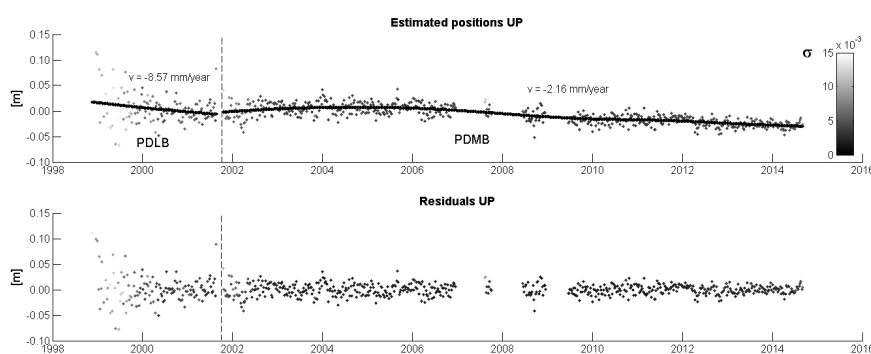 Estimated positions UP
σ
x 10⁻³
0.15
0.10
0.05
0.00
-0.05
-0.10
[m]
v = -8.57 mm/year
v = -2.16 mm/year
PDLB
PDMB
15
10
5
0
1998 2000 2002 2004 2006 2008 2010 2012 2014 2016
Residuals UP
0.15
0.10
0.05
0.00
-0.05
-0.10
[m]
1998 2000 2002 2004 2006 2008 2010 2012 2014 2016